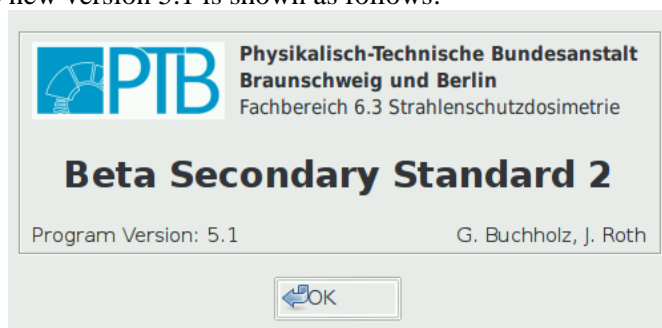 new version 5.1 is shown as follows:
PTB
Physikalisch-Technische Bundesanstalt
Braunschweig und Berlin
Fachbereich 6.3 Strahlenschutzdosimetrie
Beta Secondary Standard 2
Program Version: 5.1
G. Buchholz, J. Roth
OK